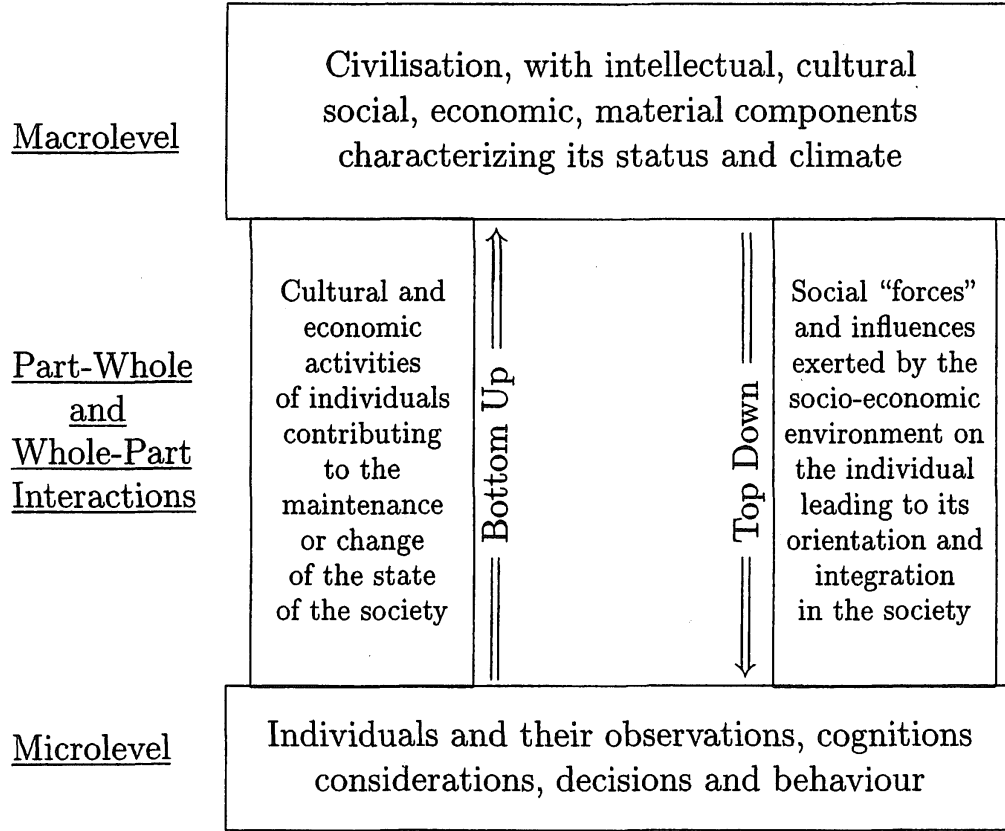 Civilisation, with intellectual, cultural
social, economic, material components
characterizing its status and climate
Macrolevel
Part-Whole
and
Whole-Part
Interactions
Cultural and
economic
activities
of individuals
contributing
to the
maintenance
or change
of the state
of the society
Bottom Up
Top Down
Social “forces”
and influences
exerted by the
socio-economic
environment on
the individual
leading to its
orientation and
integration
in the society
Microlevel
Individuals and their observations, cognitions
considerations, decisions and behaviour